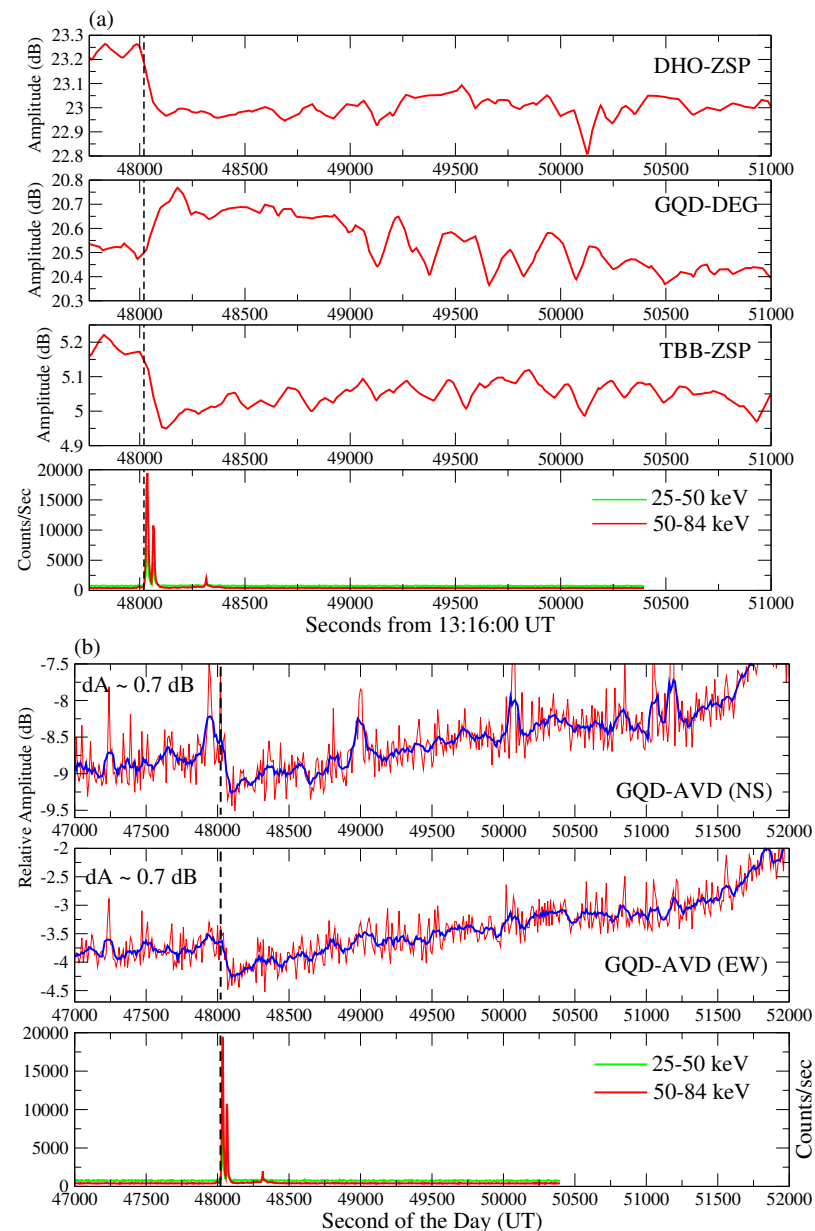 (a)
23.3
23.2
23.1
23
22.9
22.8
Amplitude (dB)
DHO-ZSP
48000 48500 49000 49500 50000 50500 51000
20.8
20.7
20.6
20.5
20.4
20.3
Amplitude (dB)
GQD-DEG
48000 48500 49000 49500 50000 50500 51000
5.2
5.1
5
4.9
Amplitude (dB)
TBB-ZSP
48000 48500 49000 49500 50000 50500 51000
20000
15000
10000
5000
0
Counts/Sec
25-50 keV
50-84 keV
48000 48500 49000 49500 50000 50500 51000
Seconds from 13:16:00 UT
(b)
-7.5
-8
-8.5
-9
-9.5
dA ~ 0.7 dB
GQD-AVD (NS)
47000 47500 48000 48500 49000 49500 50000 50500 51000 51500 52000
Relative Amplitude (dB)
-2
-2.5
-3
-3.5
-4
-4.5
dA ~ 0.7 dB
GQD-AVD (EW)
47000 47500 48000 48500 49000 49500 50000 50500 51000 51500 52000
20000
15000
10000
5000
0
25-50 keV
50-84 keV
Counts/sec
47000 47500 48000 48500 49000 49500 50000 50500 51000 51500 52000
Second of the Day (UT)